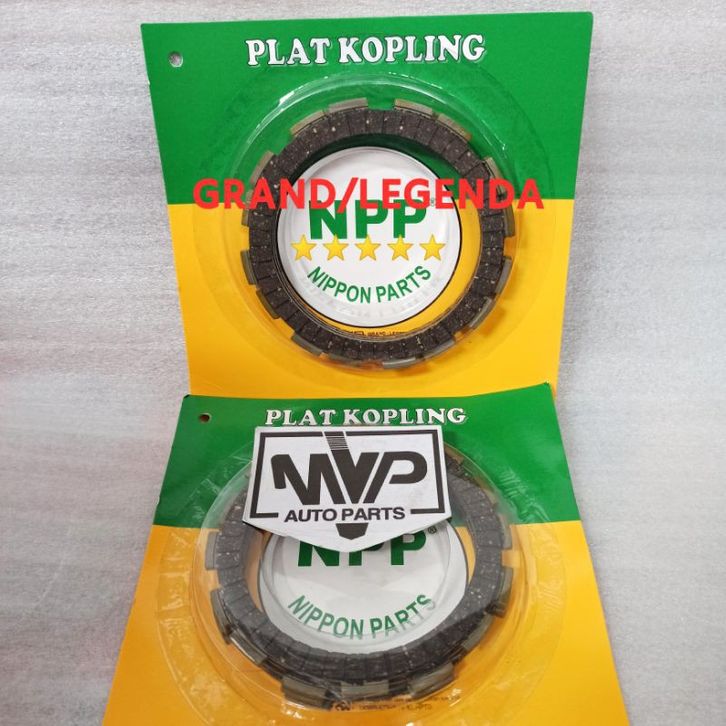 PLAT KOPLING
GRAND/LEGENDA
NPP®
NIPPON PARTS
PLAT KOPLING
MVP
AUTO PARTS
NPP®
NIPPON PARTS